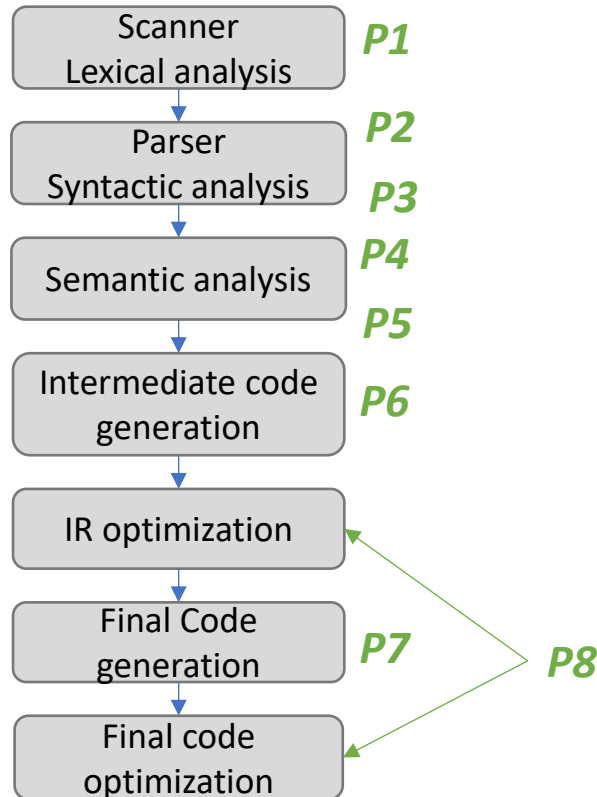 Scanner
Lexical analysis
P1
P2
Parser
Syntactic analysis
P3
P4
Semantic analysis
P5
Intermediate code
generation
P6
IR optimization
Final Code
generation
P7
P8
Final code
optimization